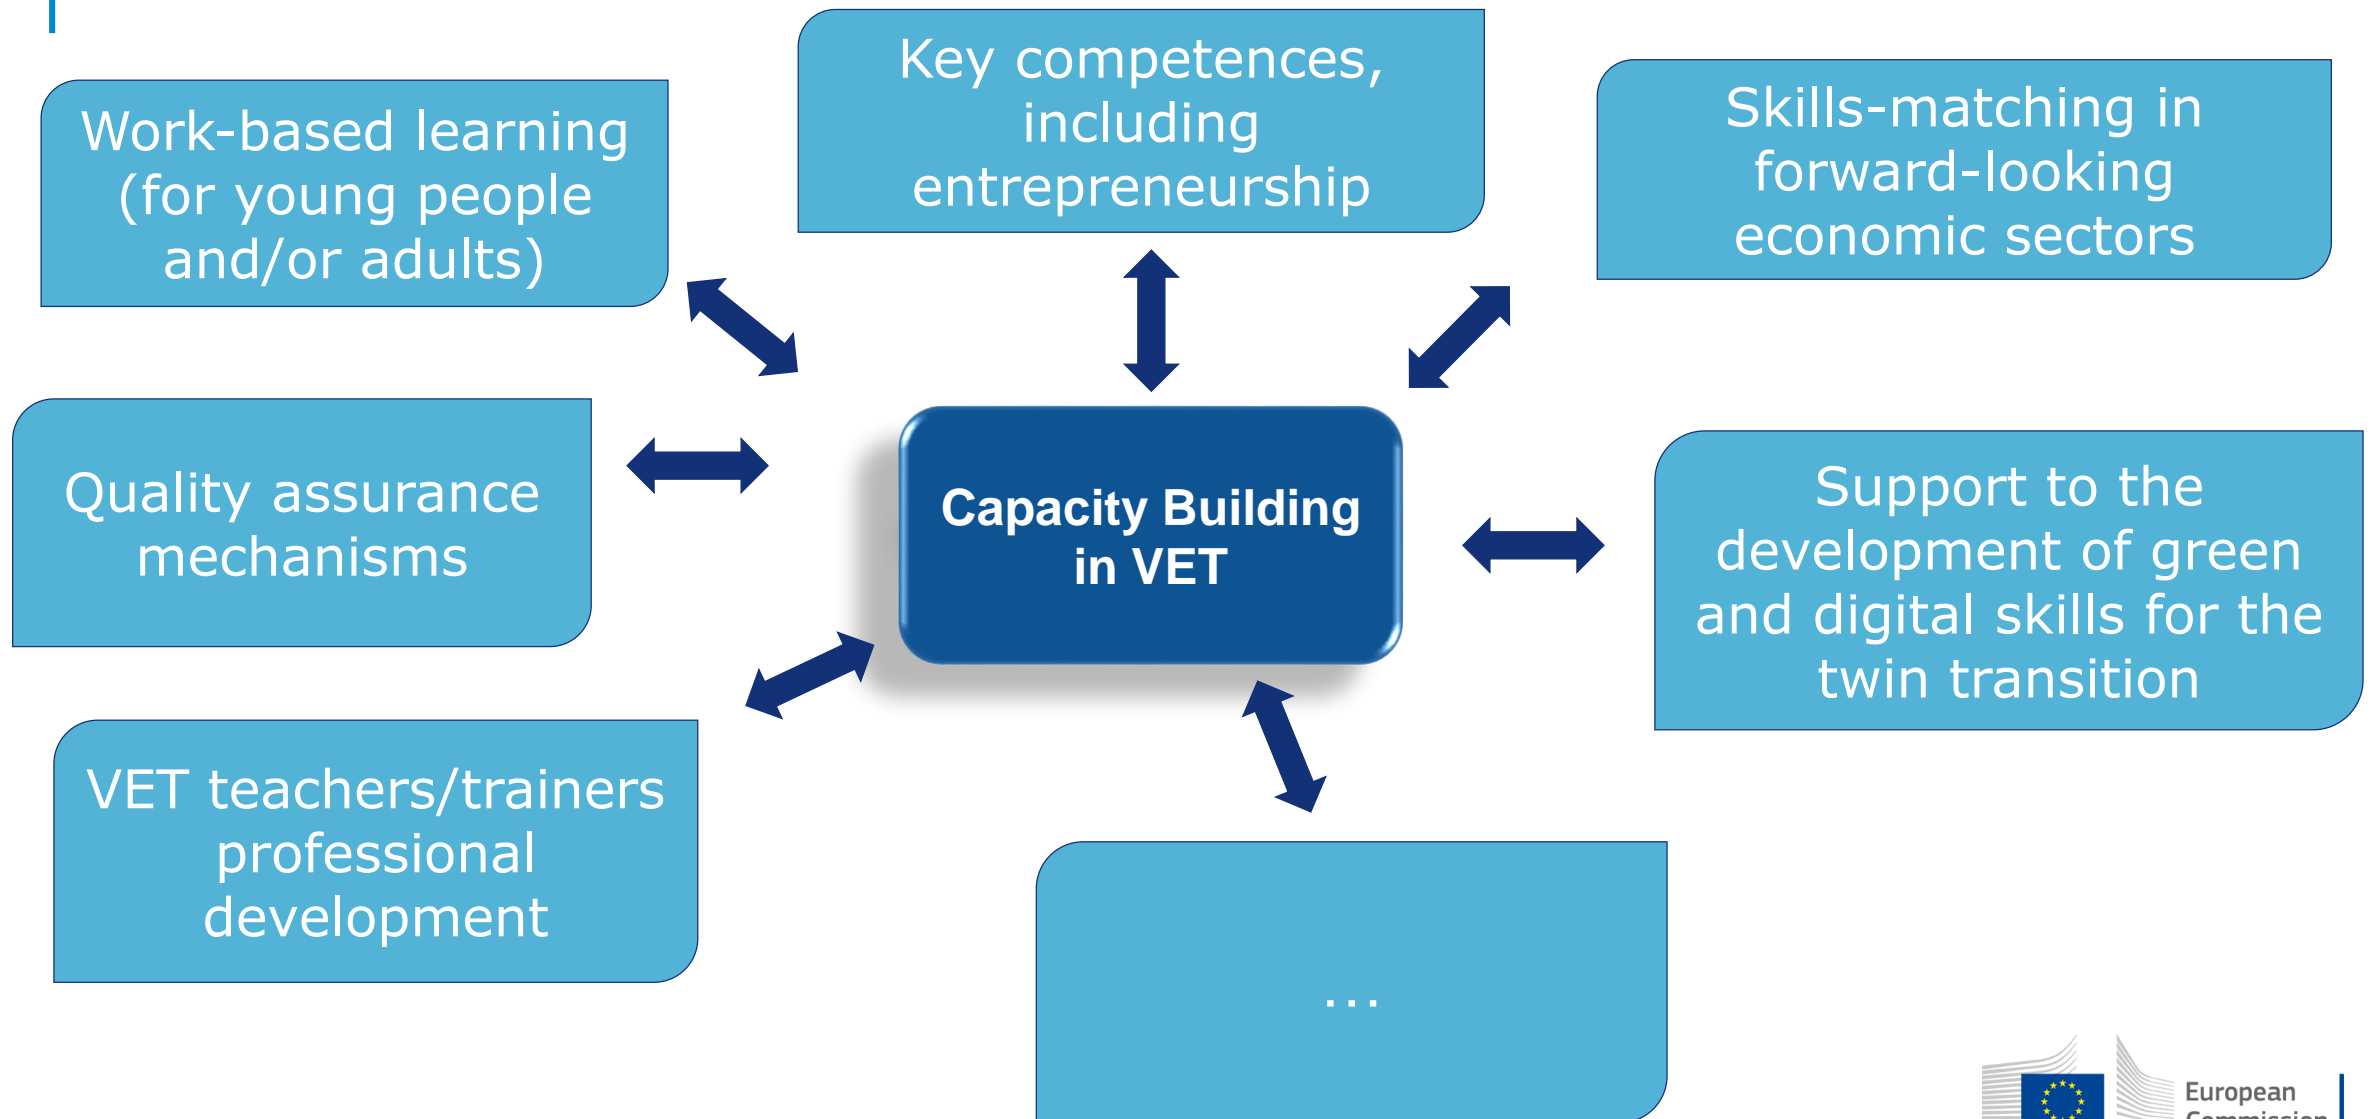 Key competences,
including
entrepreneurship
Work-based learning
(for young people
and/or adults)
Skills-matching in
forward-looking
economic sectors
Quality assurance
mechanisms
Capacity Building
in VET
Support to the
development of green
and digital skills for the
twin transition
VET teachers/trainers
professional
development
...
European
Commission